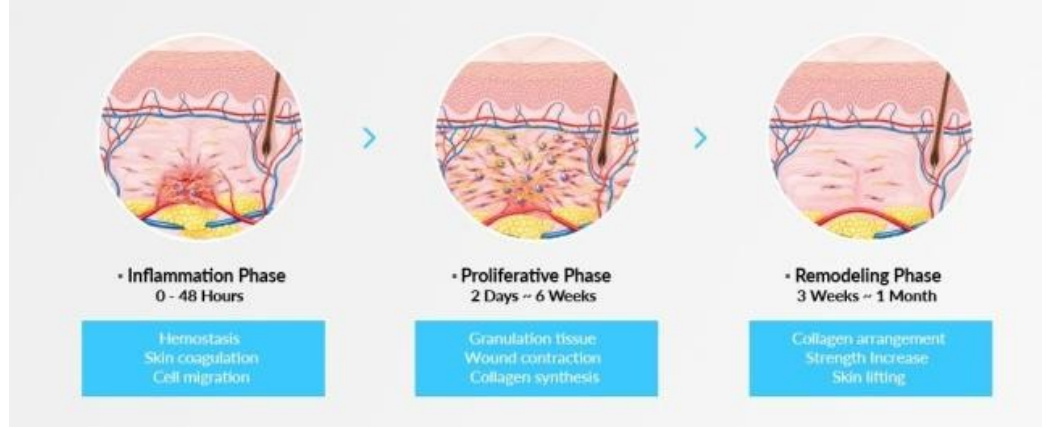 ▪ Inflammation Phase
0 - 48 Hours
Hemostasis
Skin coagulation
Cell migration
▪ Proliferative Phase
2 Days ~ 6 Weeks
Granulation tissue
Wound contraction
Collagen synthesis
▪ Remodeling Phase
3 Weeks ~ 1 Month
Collagen arrangement
Strength Increase
Skin lifting